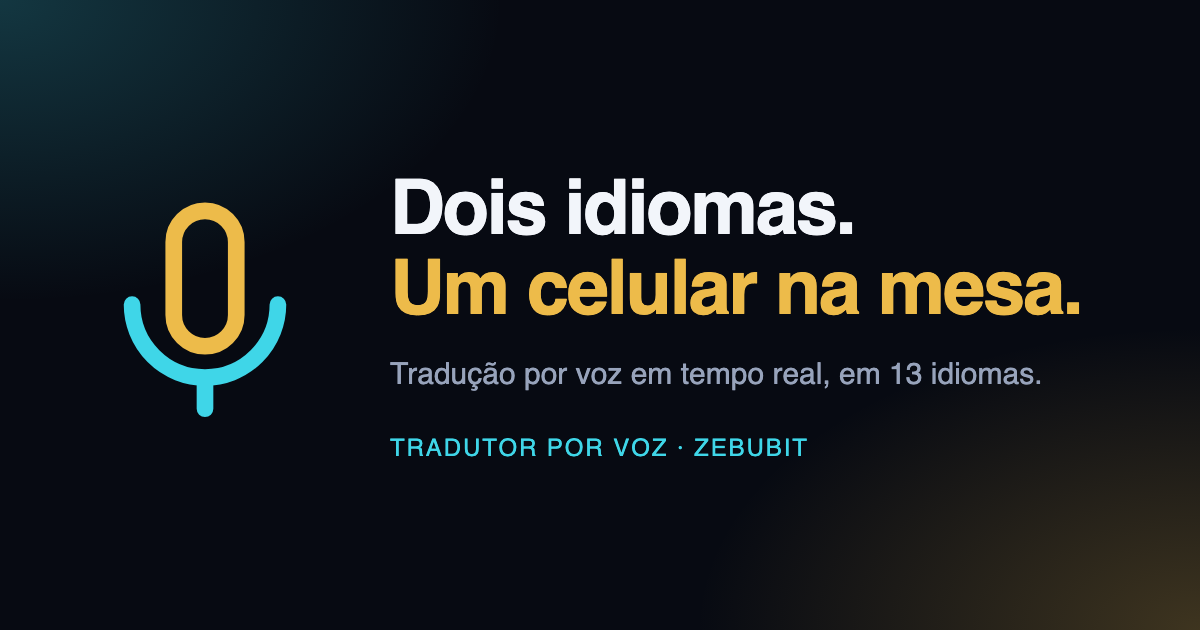 Dois idiomas.
Um celular na mesa.
Tradução por voz em tempo real, em 13 idiomas.
TRADUTOR POR VOZ · ZEBUBIT